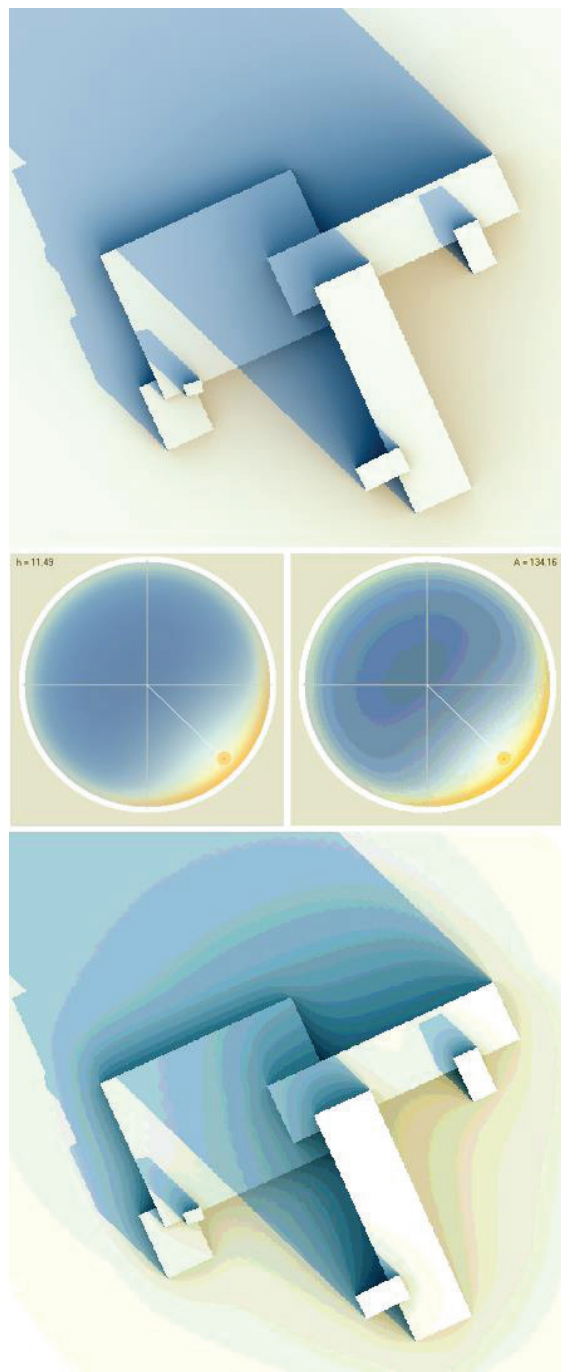 h = 11.49
A = 134.16